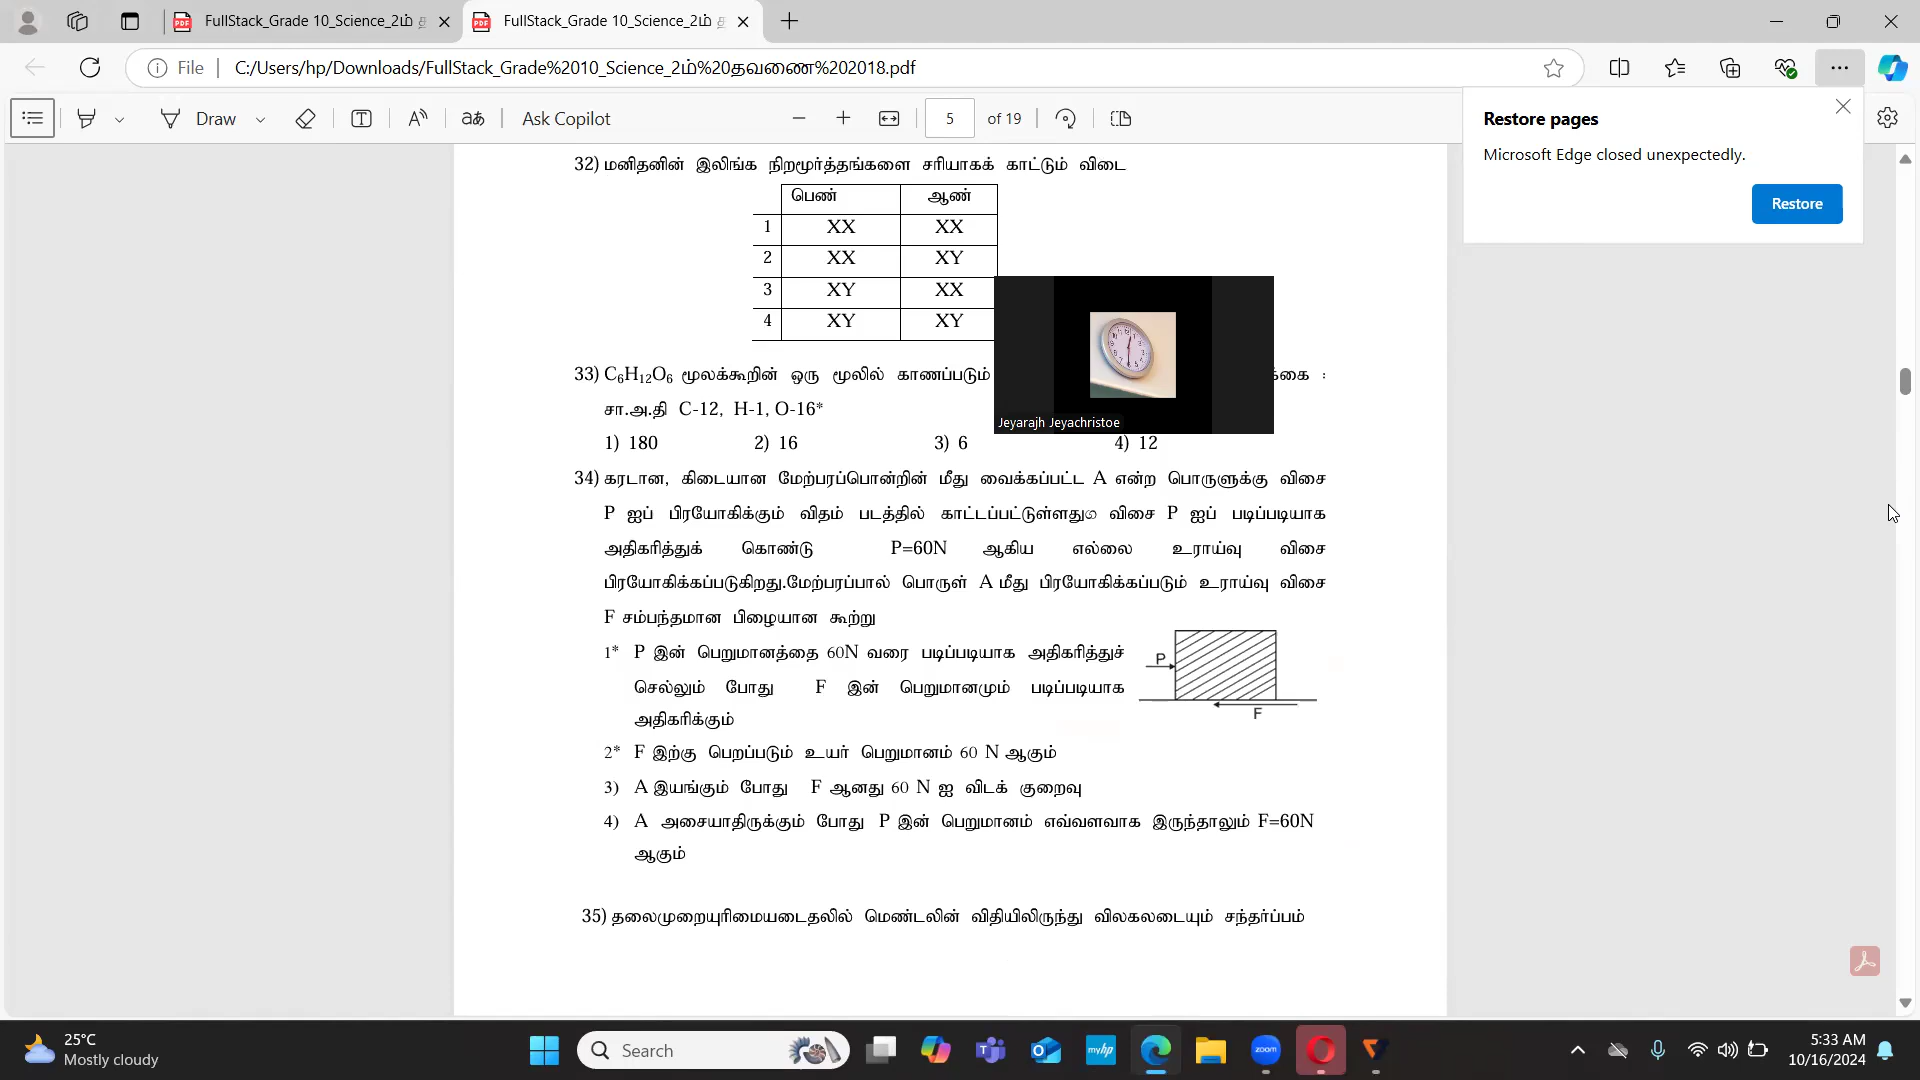 FullStack_Grade 10_Science_2ம் த
FullStack_Grade 10_Science_2ம் த
File
C:/Users/hp/Downloads/FullStack_Grade%2010_Science_2ம்%20தவணை%202018.pdf
Draw
aあ
Ask Copilot
5
of 19
Restore pages
Microsoft Edge closed unexpectedly.
Restore
32) மனிதனின் இலிங்க நிறமூர்த்தங்களை சரியாகக் காட்டும் விடை
பெண் ஆண்
1 XX XX
2 XX XY
3 XY XX
4 XY XY
33) C₆H₁₂O₆ மூலக்கூறின் ஒரு மூலில் காணப்படும்
:
சா.அ.தி C-12, H-1, O-16*
1) 180 2) 16 3) 6 4) 12
Jeyarajh Jeyachristoe
34) கரடான, கிடையான மேற்பரப்பொன்றின் மீது வைக்கப்பட்ட A என்ற பொருளுக்கு விசை
P ஐப் பிரயோகிக்கும் விதம் படத்தில் காட்டப்பட்டுள்ளது௦ விசை P ஐப் படிப்படியாக
அதிகரித்துக் கொண்டு P=60N ஆகிய எல்லை உராய்வு விசை
பிரயோகிக்கப்படுகிறது.மேற்பரப்பால் பொருள் A மீது பிரயோகிக்கப்படும் உராய்வு விசை
F சம்பந்தமான பிழையான கூற்று
1* P இன் பெறுமானத்தை 60N வரை படிப்படியாக அதிகரித்துச்
செல்லும் போது F இன் பெறுமானமும் படிப்படியாக
அதிகரிக்கும்
P
F
2* F இற்கு பெறப்படும் உயர் பெறுமானம் 60 N ஆகும்
3) A இயங்கும் போது F ஆனது 60 N ஐ விடக் குறைவு
4) A அசையாதிருக்கும் போது P இன் பெறுமானம் எவ்வளவாக இருந்தாலும் F=60N
ஆகும்
35) தலைமுறையுரிமையடைதலில் மெண்டலின் விதியிலிருந்து விலகலடையும் சந்தர்ப்பம்
25°C
Mostly cloudy
Search
myhp
zoom
5:33 AM
10/16/2024